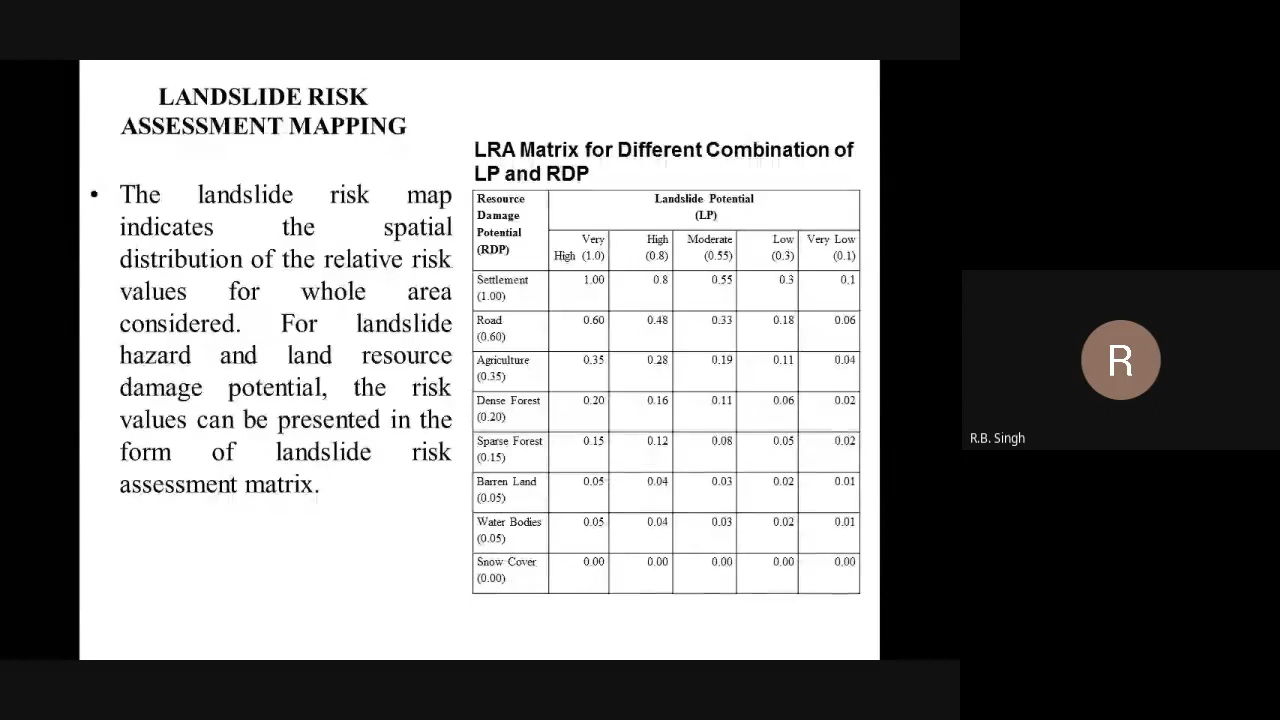 LANDSLIDE RISK
ASSESSMENT MAPPING
• The landslide risk map
indicates the spatial
distribution of the relative risk
values for whole area
considered. For landslide
hazard and land resource
damage potential, the risk
values can be presented in the
form of landslide risk
assessment matrix.
LRA Matrix for Different Combination of
LP and RDP
Resource Damage Potential (RDP) Landslide Potential (LP)
Very High (1.0) High (0.8) Moderate (0.55) Low (0.3) Very Low (0.1)
Settlement (1.00) 1.00 0.8 0.55 0.3 0.1
Road (0.60) 0.60 0.48 0.33 0.18 0.06
Agriculture (0.35) 0.35 0.28 0.19 0.11 0.04
Dense Forest (0.20) 0.20 0.16 0.11 0.06 0.02
Sparse Forest (0.15) 0.15 0.12 0.08 0.05 0.02
Barren Land (0.05) 0.05 0.04 0.03 0.02 0.01
Water Bodies (0.05) 0.05 0.04 0.03 0.02 0.01
Snow Cover (0.00) 0.00 0.00 0.00 0.00 0.00
R
R.B. Singh